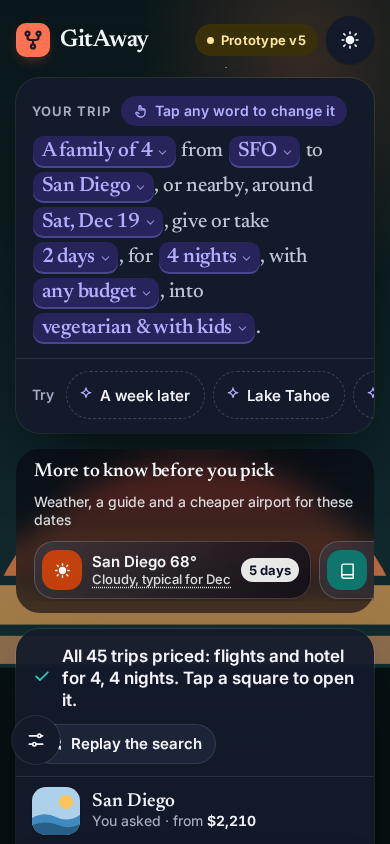 GitAway
Prototype v5
YOUR TRIP
Tap any word to change it
A family of 4 from SFO to
San Diego, or nearby, around
Sat, Dec 19, give or take
2 days, for 4 nights, with
any budget, into
vegetarian & with kids.
Try
A week later
Lake Tahoe
More to know before you pick
Weather, a guide and a cheaper airport for these
dates
San Diego 68°
Cloudy, typical for Dec
5 days
All 45 trips priced: flights and hotel
for 4, 4 nights. Tap a square to open
it.
Replay the search
San Diego
You asked · from $2,210